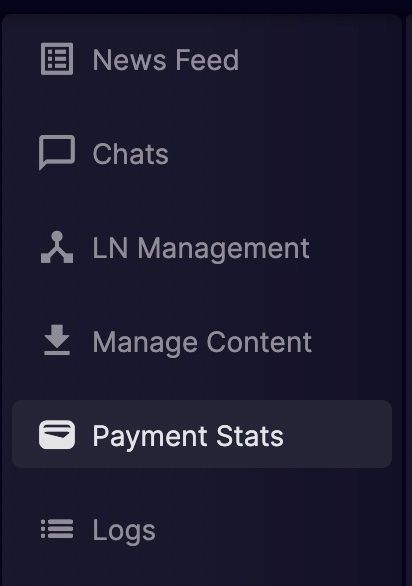 News Feed
Chats
LN Management
Manage Content
Payment Stats
Logs